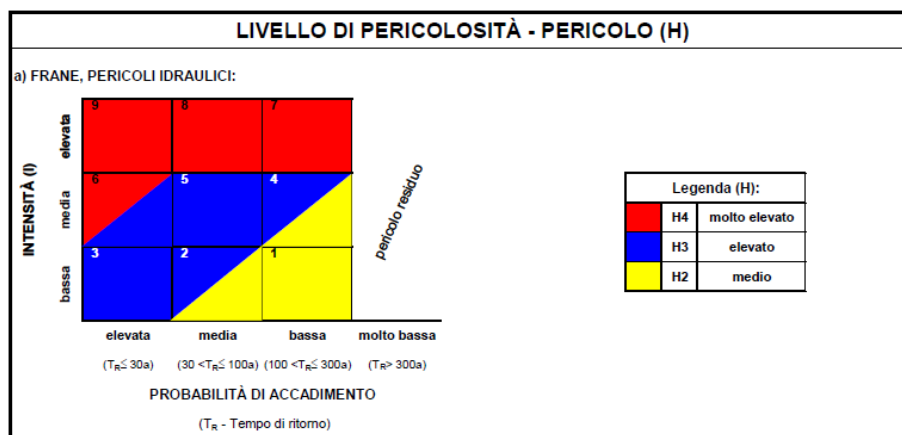 LIVELLO DI PERICOLOSITÀ - PERICOLO (H)
a) FRANE, PERICOLI IDRAULICI:
INTENSITÀ (I)
elevata
media
bassa
9 8 7
6 5 4
3 2 1
pericolo residuo
elevata media bassa molto bassa
(TR≤ 30a) (30 <TR≤ 100a) (100 <TR≤ 300a) (TR> 300a)
PROBABILITÀ DI ACCADIMENTO
(TR - Tempo di ritorno)
Legenda (H):
H4 molto elevato
H3 elevato
H2 medio